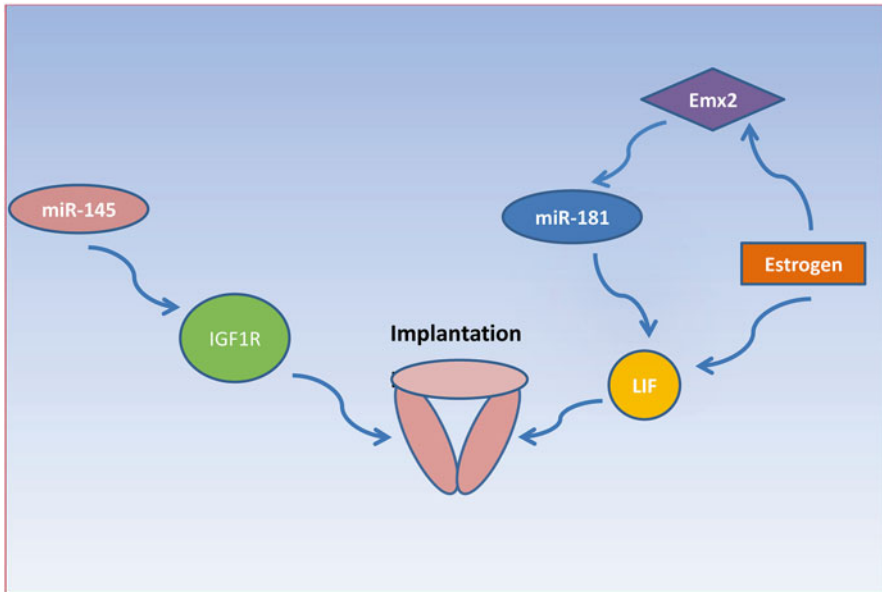 Emx2
miR-145
miR-181
Estrogen
IGF1R
Implantation
LIF